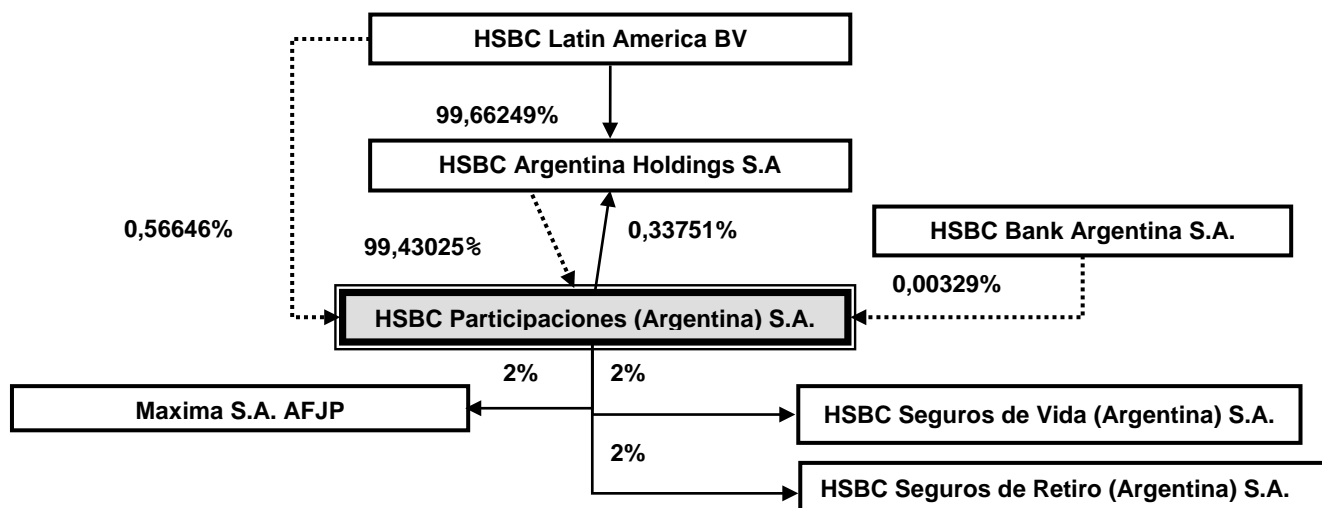 HSBC Latin America BV
99,66249%
HSBC Argentina Holdings S.A
0,56646%
99,43025%
0,33751%
HSBC Bank Argentina S.A.
0,00329%
HSBC Participaciones (Argentina) S.A.
2%
2%
Maxima S.A. AFJP
HSBC Seguros de Vida (Argentina) S.A.
2%
HSBC Seguros de Retiro (Argentina) S.A.